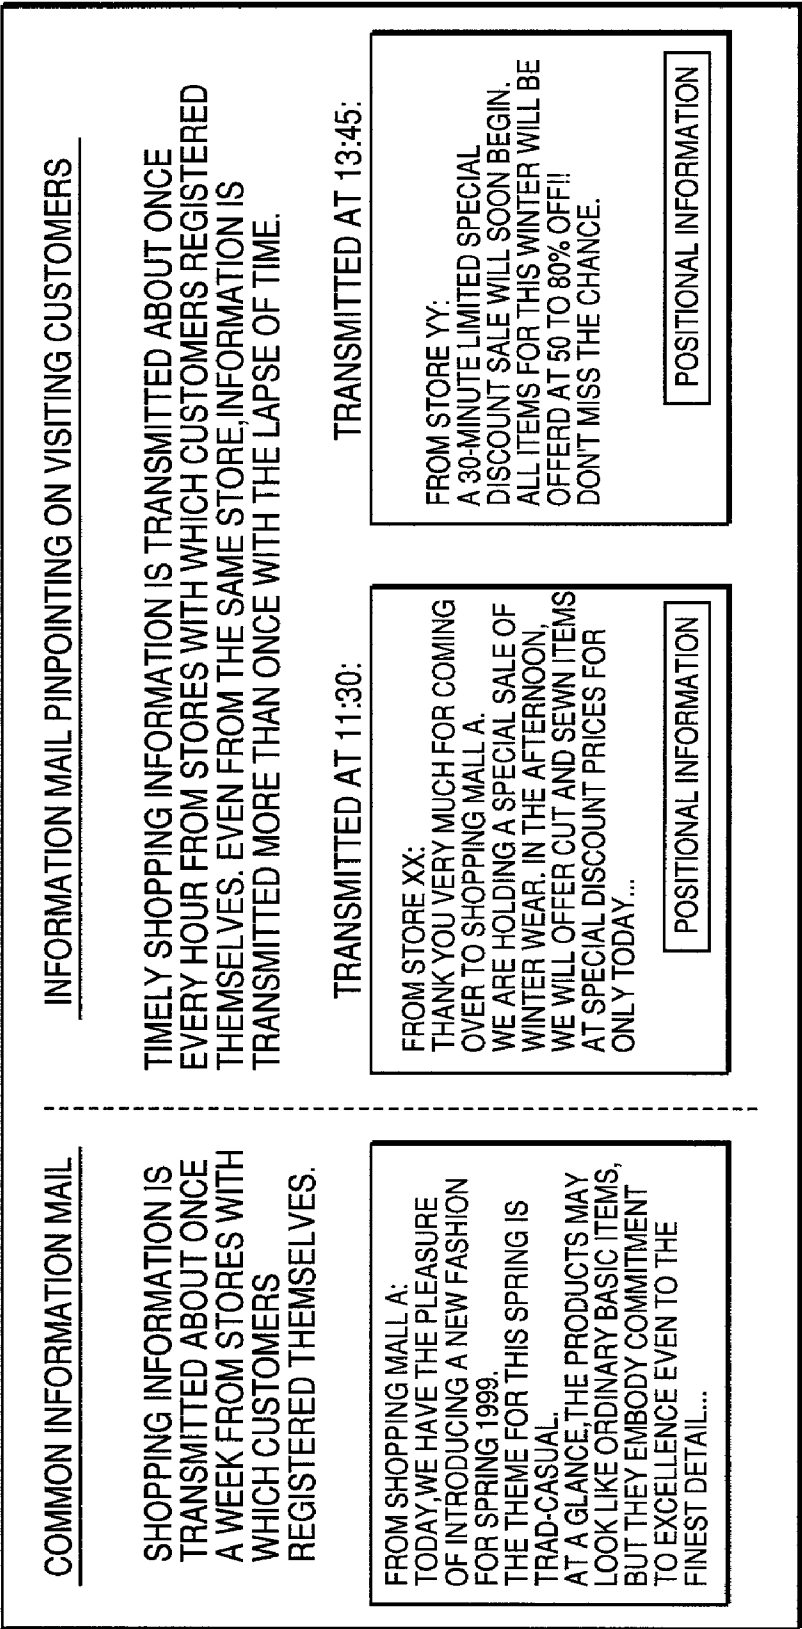 COMMON INFORMATION MAIL
SHOPPING INFORMATION IS
TRANSMITTED ABOUT ONCE
A WEEK FROM STORES WITH
WHICH CUSTOMERS
REGISTERED THEMSELVES.
FROM SHOPPING MALL A:
TODAY,WE HAVE THE PLEASURE
OF INTRODUCING A NEW FASHION
FOR SPRING 1999.
THE THEME FOR THIS SPRING IS
TRAD-CASUAL.
AT A GLANCE,THE PRODUCTS MAY
LOOK LIKE ORDINARY BASIC ITEMS,
BUT THEY EMBODY COMMITMENT
TO EXCELLENCE EVEN TO THE
FINEST DETAIL...
INFORMATION MAIL PINPOINTING ON VISITING CUSTOMERS
TIMELY SHOPPING INFORMATION IS TRANSMITTED ABOUT ONCE
EVERY HOUR FROM STORES WITH WHICH CUSTOMERS REGISTERED
THEMSELVES. EVEN FROM THE SAME STORE,INFORMATION IS
TRANSMITTED MORE THAN ONCE WITH THE LAPSE OF TIME.
TRANSMITTED AT 11:30:
FROM STORE XX:
THANK YOU VERY MUCH FOR COMING
OVER TO SHOPPING MALL A.
WE ARE HOLDING A SPECIAL SALE OF
WINTER WEAR. IN THE AFTERNOON,
WE WILL OFFER CUT AND SEWN ITEMS
AT SPECIAL DISCOUNT PRICES FOR
ONLY TODAY...
POSITIONAL INFORMATION
TRANSMITTED AT 13:45:
FROM STORE YY:
A 30-MINUTE LIMITED SPECIAL
DISCOUNT SALE WILL SOON BEGIN.
ALL ITEMS FOR THIS WINTER WILL BE
OFFERD AT 50 TO 80% OFF!!
DON'T MISS THE CHANCE.
POSITIONAL INFORMATION